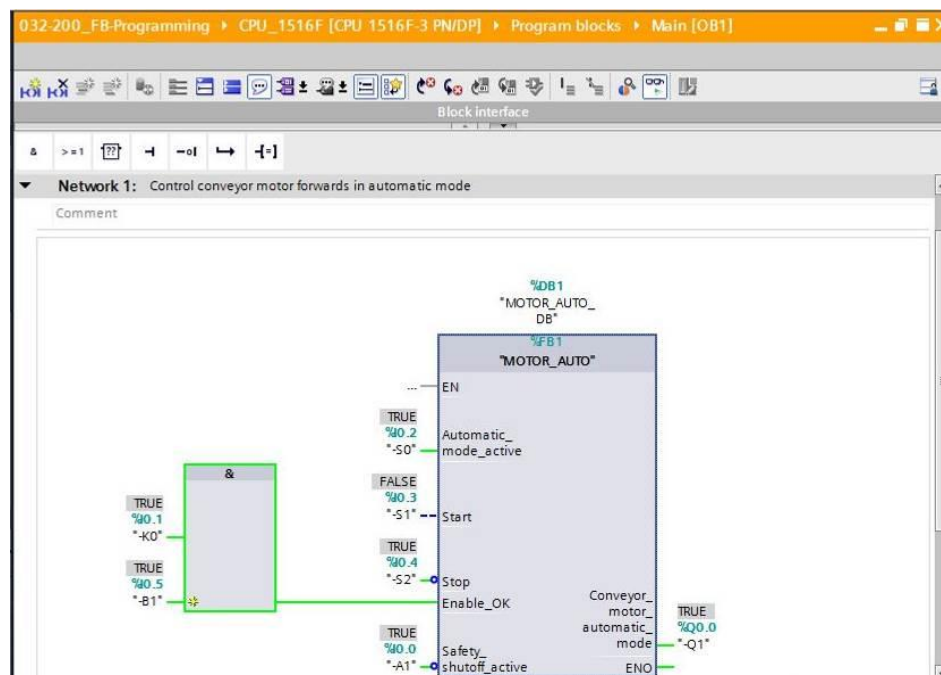 032-200_FB-Programming ▸ CPU_1516F [CPU 1516F-3 PN/DP] ▸ Program blocks ▸ Main [OB1]
Block interface
& >=1 ?? -o| -[=]
Network 1: Control conveyor motor forwards in automatic mode
Comment
%DB1
"MOTOR_AUTO_
DB"
%FB1
"MOTOR_AUTO"
... EN
TRUE
%I0.2
"-S0"
Automatic_
mode_active
FALSE
%I0.3
"-S1"
Start
TRUE
%I0.4
"-S2"
Stop
&
TRUE
%I0.1
"-K0"
TRUE
%I0.5
"-B1"
Enable_OK
TRUE
%I0.0
"-A1"
Safety_
shutoff_active
Conveyor_
motor_
automatic_
mode
TRUE
%Q0.0
"-Q1"
ENO